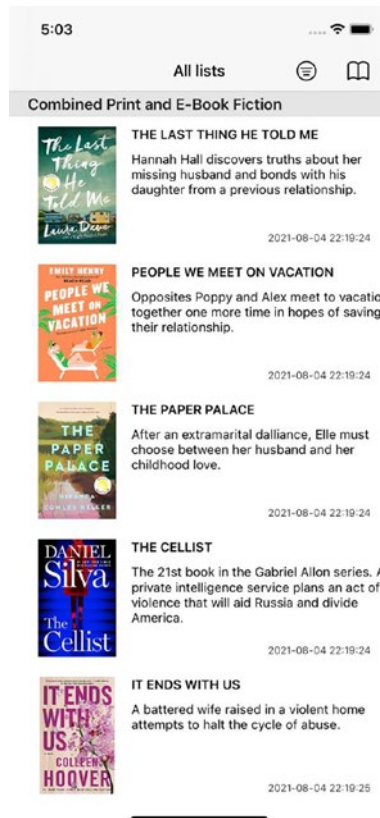 5:03
All lists
Combined Print and E-Book Fiction
The Last
Thing
He
Told Me
Laura Dave
THE LAST THING HE TOLD ME
Hannah Hall discovers truths about her
missing husband and bonds with his
daughter from a previous relationship.
2021-08-04 22:19:24
EMILY HENRY
PEOPLE WE
MEET ON
VACATION
PEOPLE WE MEET ON VACATION
Opposites Poppy and Alex meet to vacatio
together one more time in hopes of saving
their relationship.
2021-08-04 22:19:24
THE
PAPER
PALACE
MIRANDA
COWLEY HELLER
THE PAPER PALACE
After an extramarital dalliance, Elle must
choose between her husband and her
childhood love.
2021-08-04 22:19:24
DANIEL
Silva
The
Cellist
THE CELLIST
The 21st book in the Gabriel Allon series. A
private intelligence service plans an act of
violence that will aid Russia and divide
America.
2021-08-04 22:19:24
IT ENDS
WITH
US
COLLEEN
HOOVER
IT ENDS WITH US
A battered wife raised in a violent home
attempts to halt the cycle of abuse.
2021-08-04 22:19:25